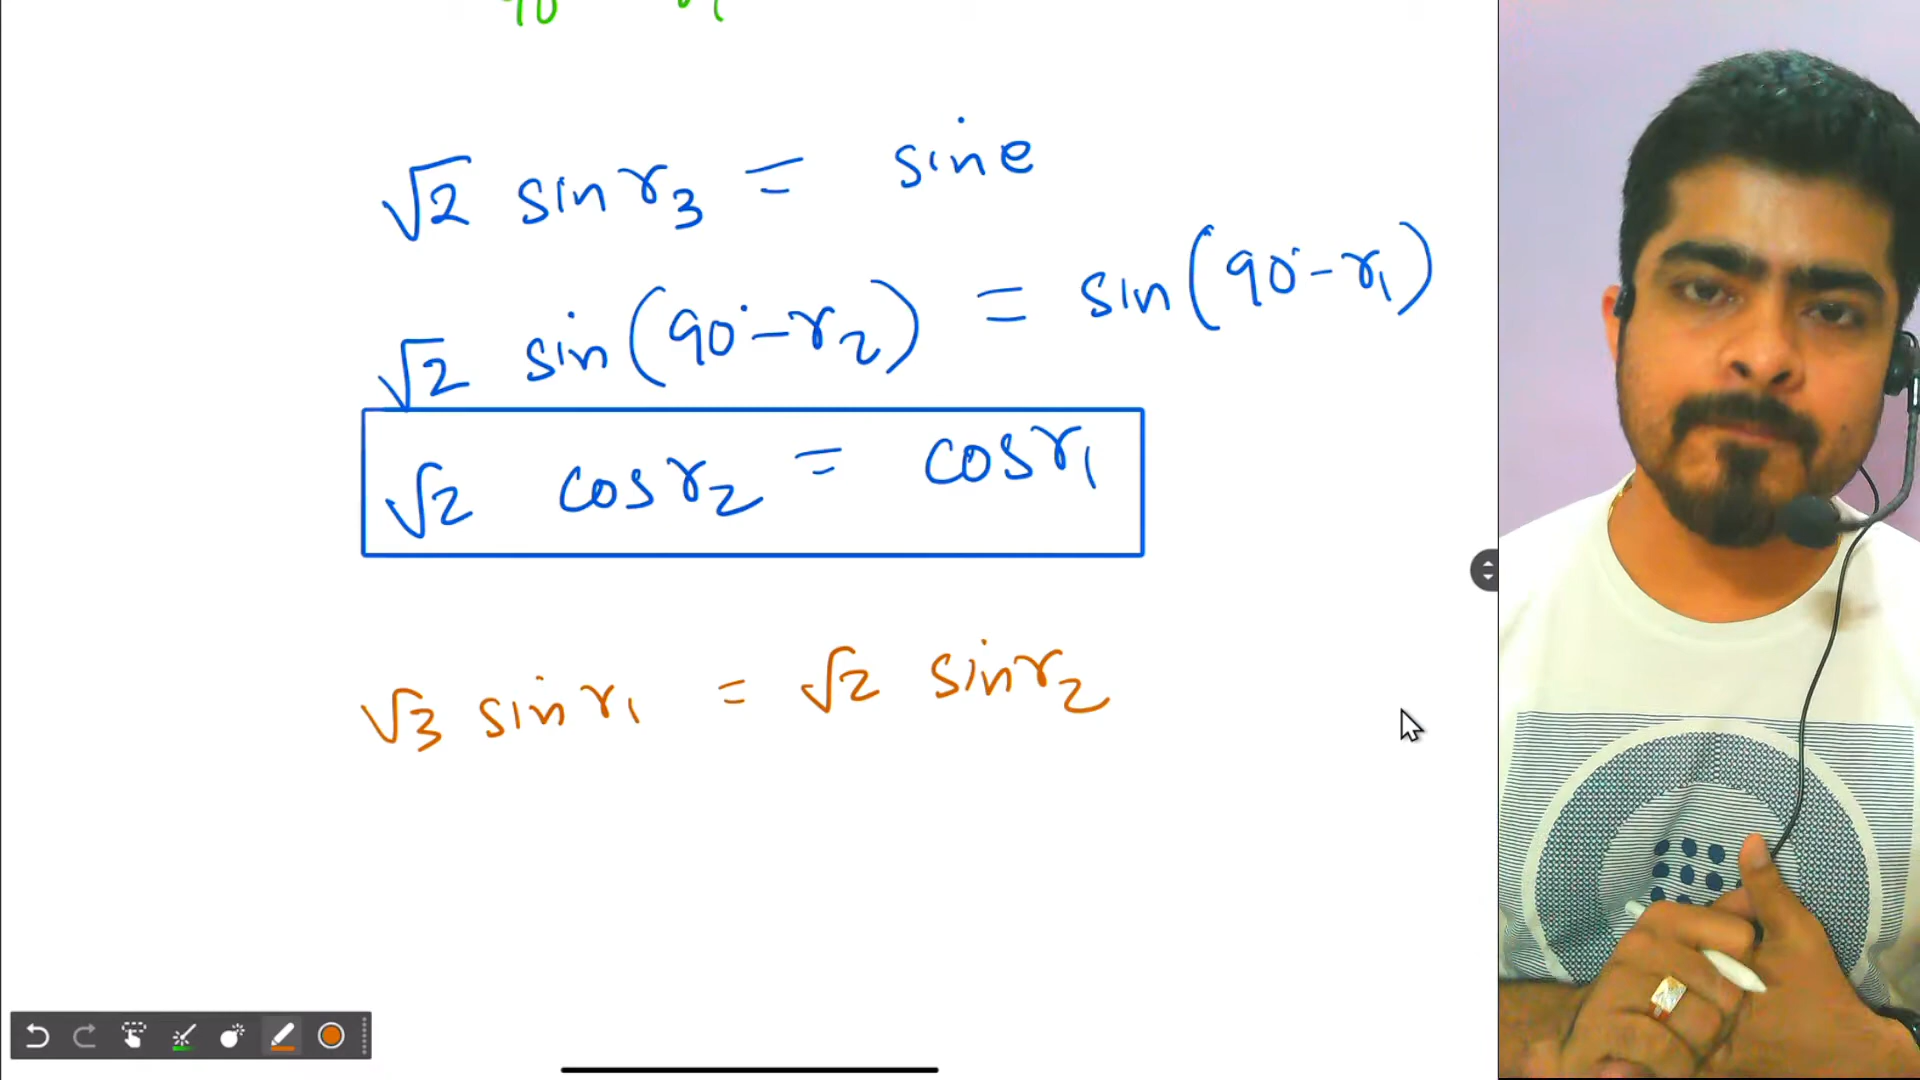 √2 sin r₃ = sin e
√2 sin(90°-r₂) = sin(90°-r₁)
√2 cos r₂ = cos r₁
√3 sin r₁ = √2 sin r₂